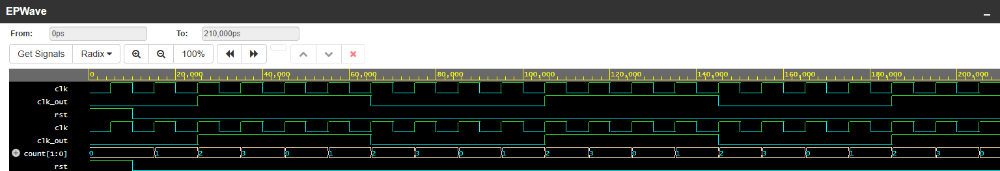 EPWave
From: 0ps To: 210,000ps
Get Signals Radix 100%
0 20,000 40,000 60,000 80,000 100,000 120,000 140,000 160,000 180,000 200,000
clk
clk_out
rst
clk
clk_out
count[1:0] 0 1 2 3 0 1 2 3 0 1 2 3 0 1 2 3 0 1 2 3 0
rst